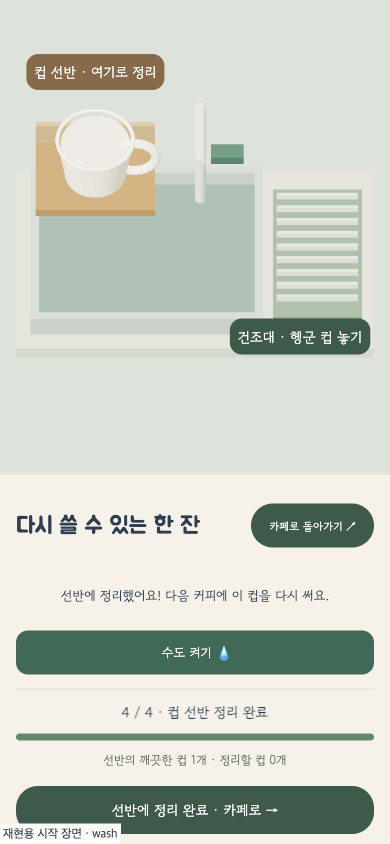 컵 선반 · 여기로 정리
건조대 · 헹군 컵 놓기
다시 쓸 수 있는 한 잔
카페로 돌아가기 ↗
선반에 정리했어요! 다음 커피에 이 컵을 다시 써요.
수도 켜기 💧
4 / 4 · 컵 선반 정리 완료
선반의 깨끗한 컵 1개 · 정리할 컵 0개
선반에 정리 완료 · 카페로 →
재현용 시작 장면 · wash